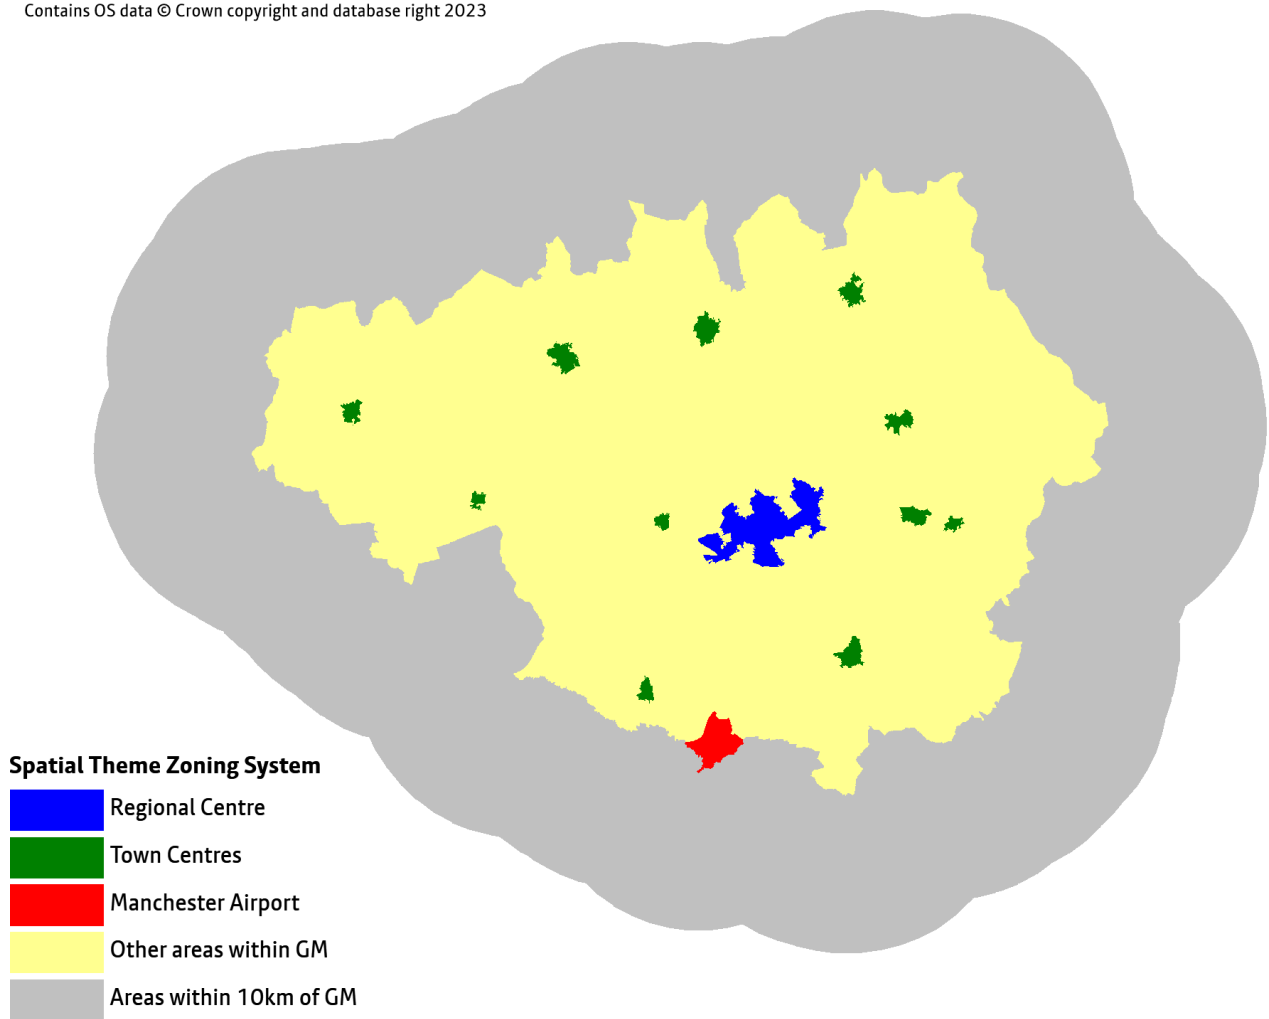 Contains OS data © Crown copyright and database right 2023
Spatial Theme Zoning System
Regional Centre
Town Centres
Manchester Airport
Other areas within GM
Areas within 10km of GM